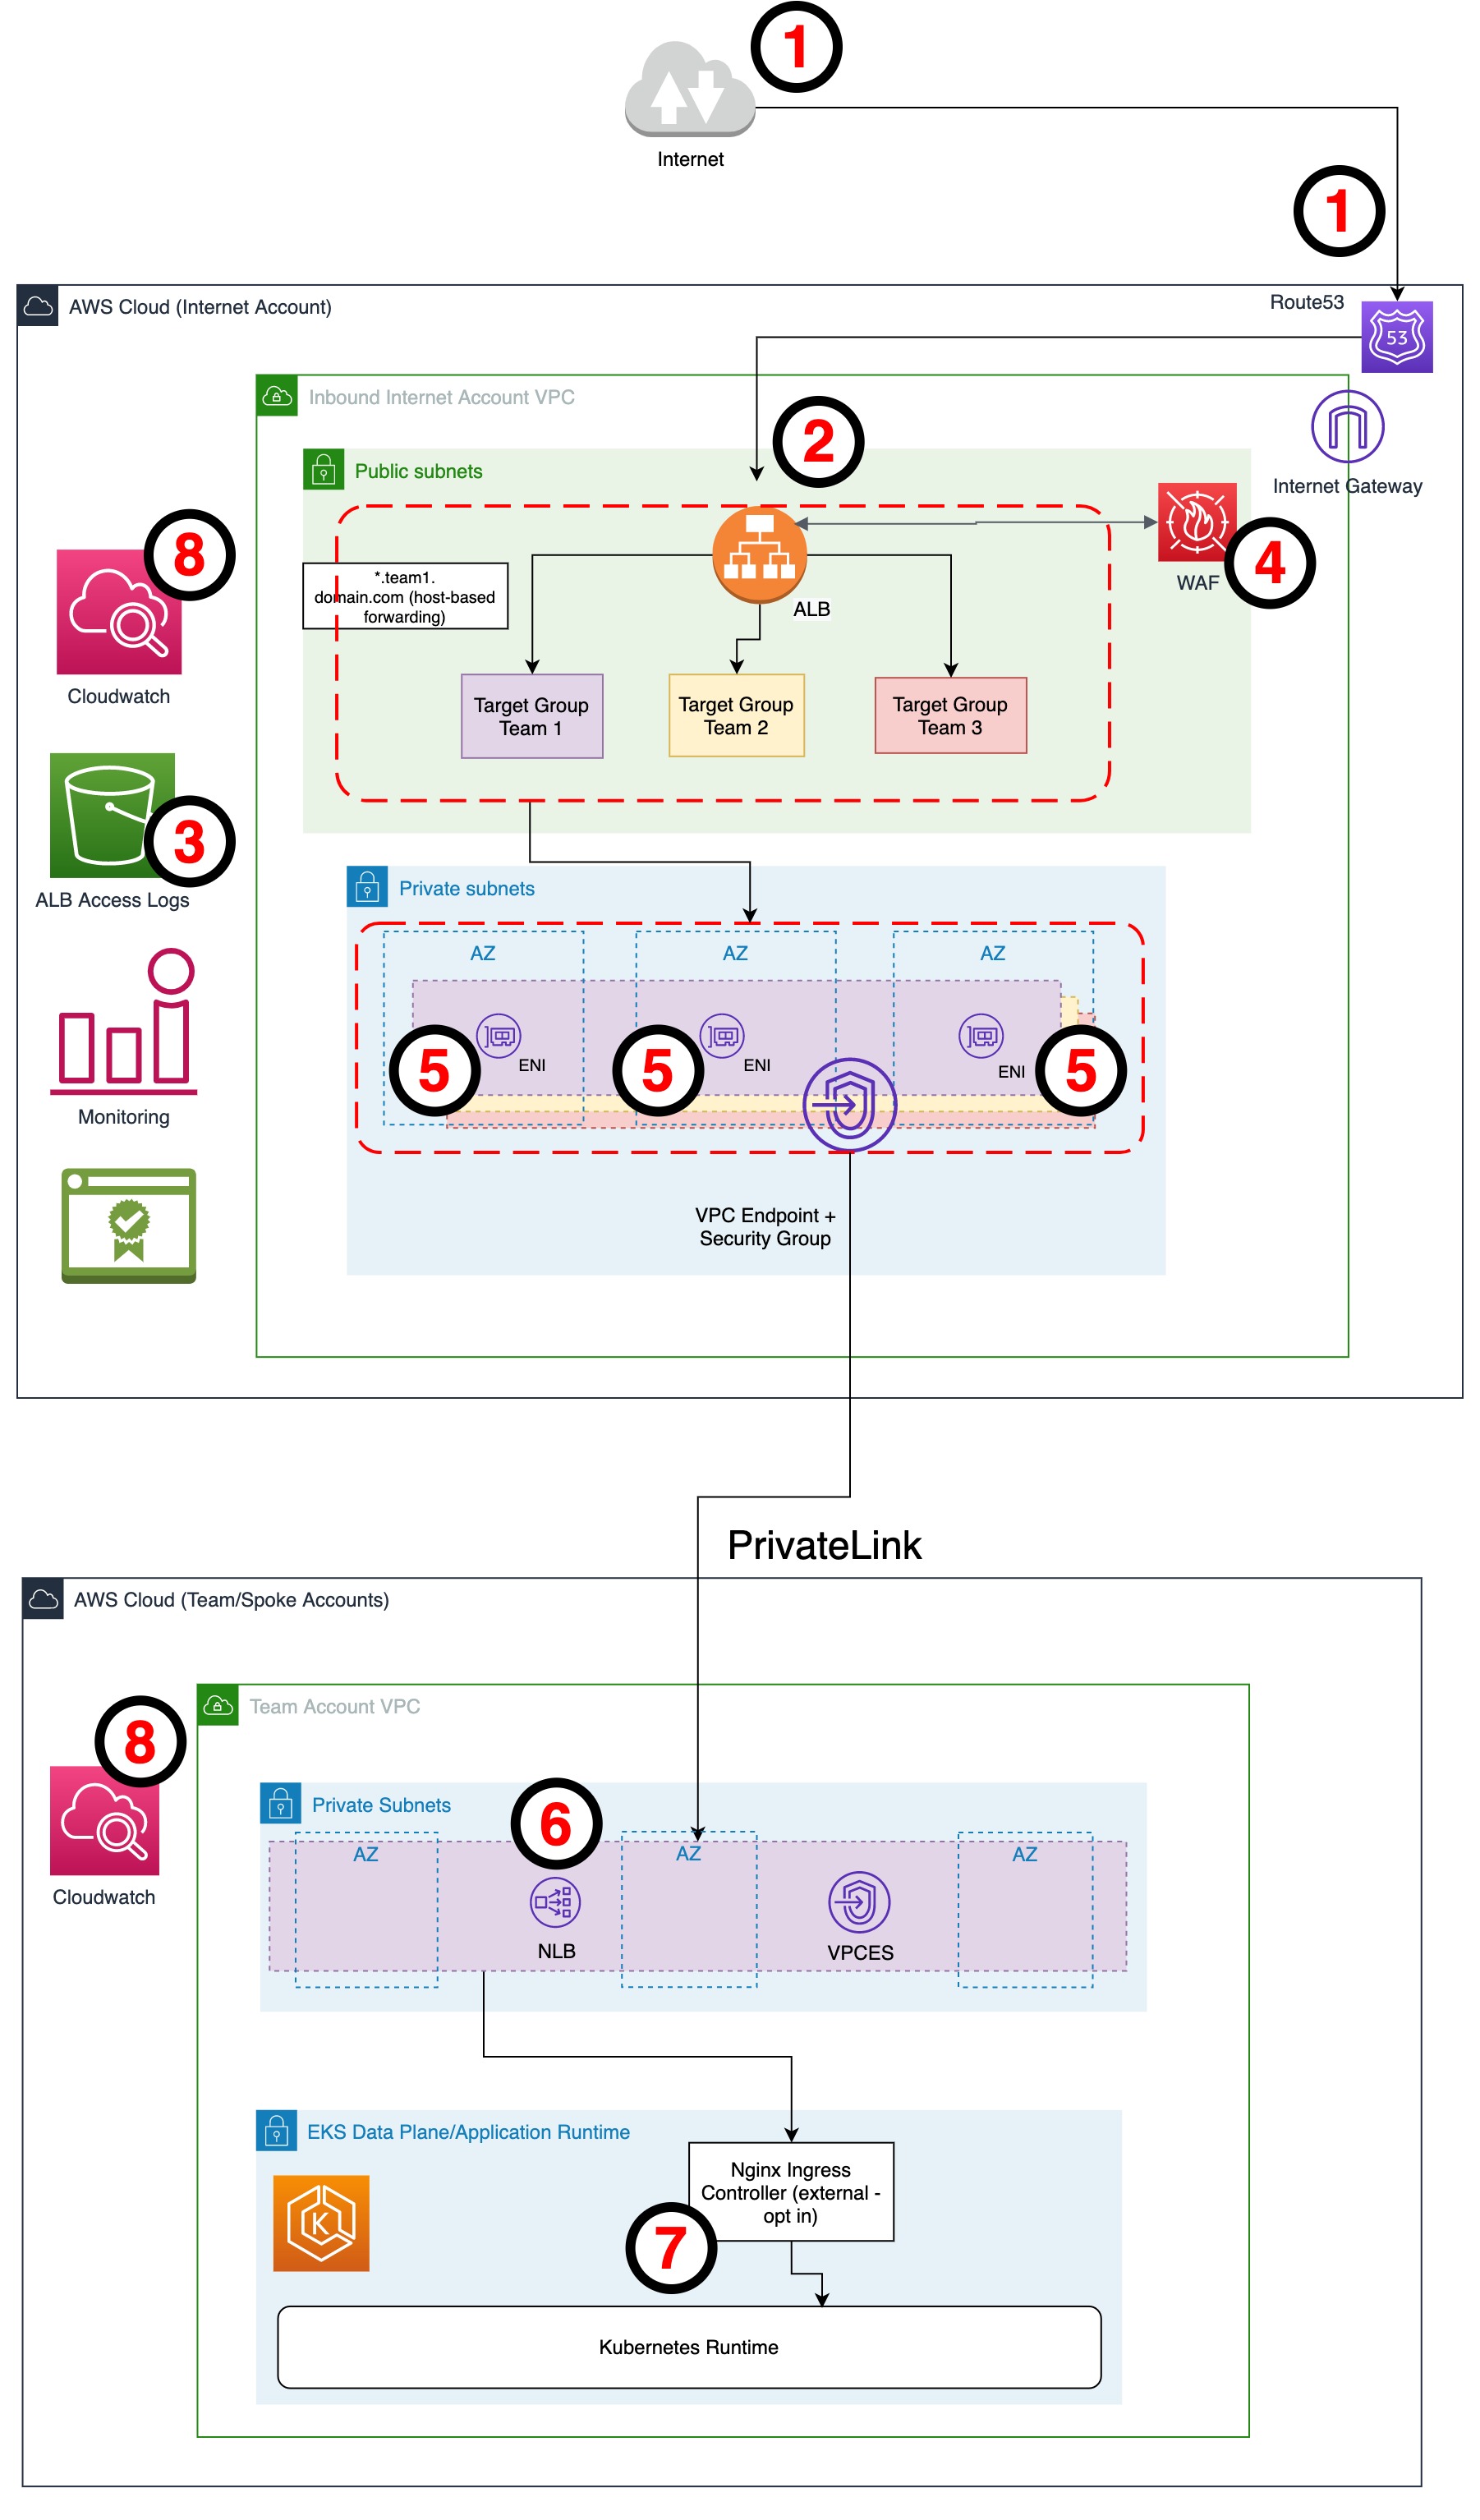 1
Internet
1
AWS Cloud (Internet Account)
Route53
53
Inbound Internet Account VPC
Internet Gateway
2
Public subnets
8
Cloudwatch
*.team1.
domain.com (host-based
forwarding)
ALB
WAF
4
Target Group
Team 1
Target Group
Team 2
Target Group
Team 3
3
ALB Access Logs
Private subnets
AZ
AZ
AZ
5
ENI
5
ENI
ENI
5
Monitoring
VPC Endpoint +
Security Group
PrivateLink
AWS Cloud (Team/Spoke Accounts)
Team Account VPC
8
Cloudwatch
Private Subnets
6
AZ
AZ
AZ
NLB
VPCES
EKS Data Plane/Application Runtime
K
Nginx Ingress
Controller (external -
opt in)
7
Kubernetes Runtime